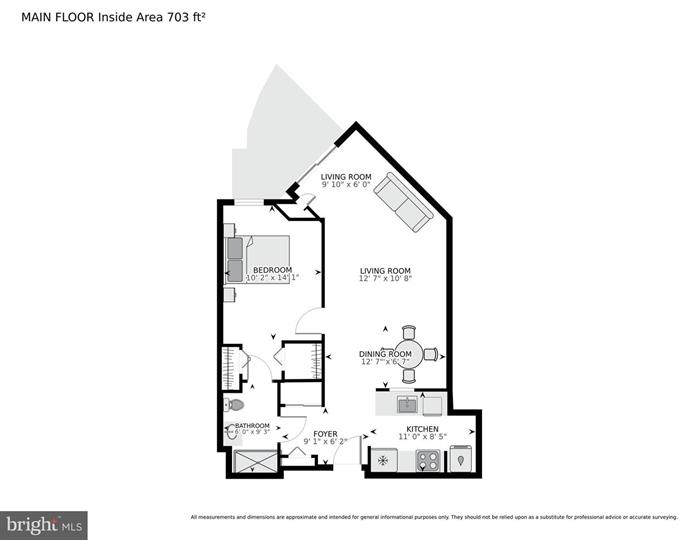 MAIN FLOOR Inside Area 703 ft²
LIVING ROOM
9' 10" x 6' 0"
BEDROOM
10' 2" x 14' 1"
LIVING ROOM
12' 7" x 10' 8"
DINING ROOM
12' 7" x 6' 7"
BATHROOM
6' 0" x 9' 3"
FOYER
9' 1" x 6' 2"
KITCHEN
11' 0" x 8' 5"
All measurements and dimensions are approximate and intended for general informational purposes only. They should not be relied upon as a substitute for professional advice or accurate surveying.
bright MLS